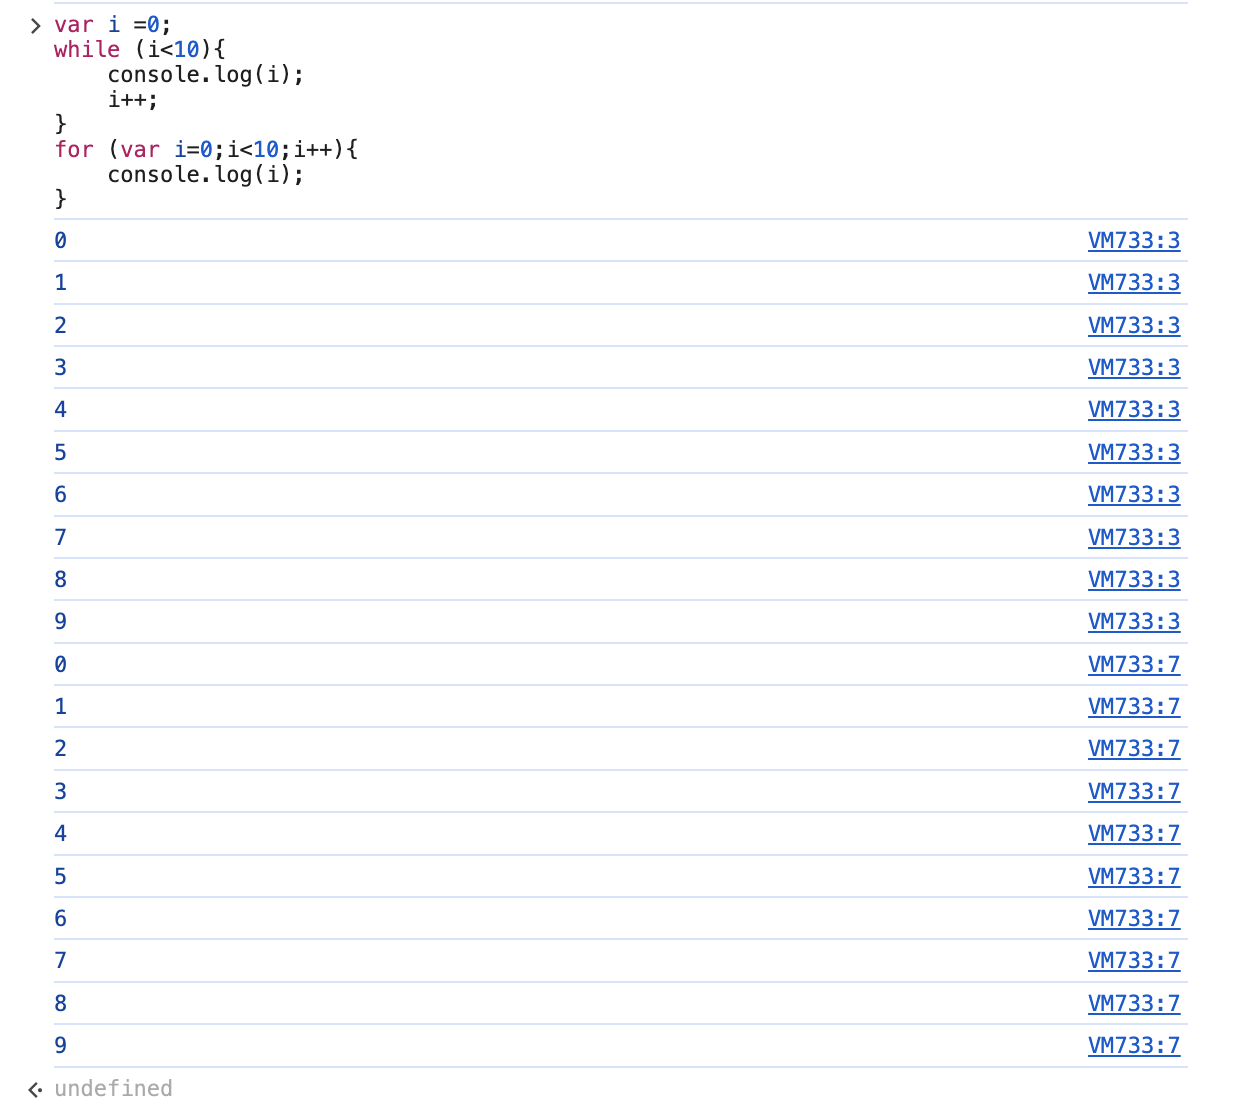 var i =0;
while (i<10){
    console.log(i);
    i++;
}
for (var i=0;i<10;i++){
    console.log(i);
}
0 VM733:3
1 VM733:3
2 VM733:3
3 VM733:3
4 VM733:3
5 VM733:3
6 VM733:3
7 VM733:3
8 VM733:3
9 VM733:3
0 VM733:7
1 VM733:7
2 VM733:7
3 VM733:7
4 VM733:7
5 VM733:7
6 VM733:7
7 VM733:7
8 VM733:7
9 VM733:7
undefined